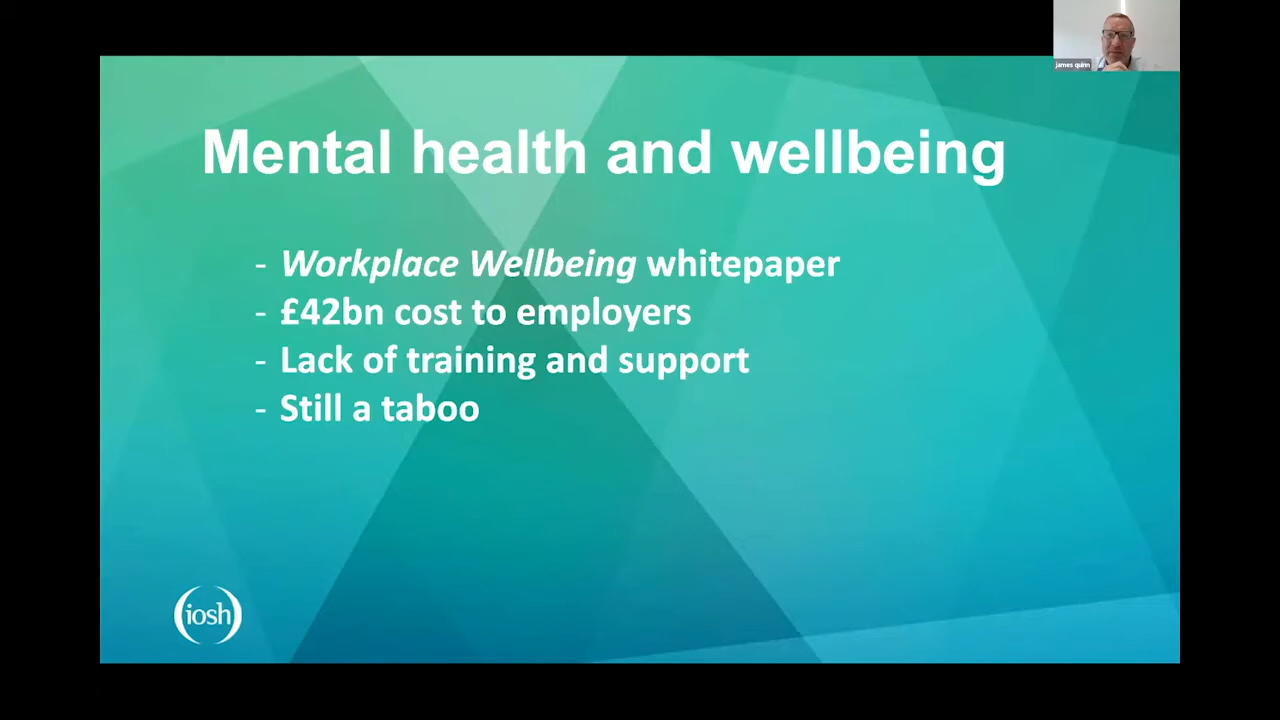 james quinn
Mental health and wellbeing
- Workplace Wellbeing whitepaper
- £42bn cost to employers
- Lack of training and support
- Still a taboo
iosh